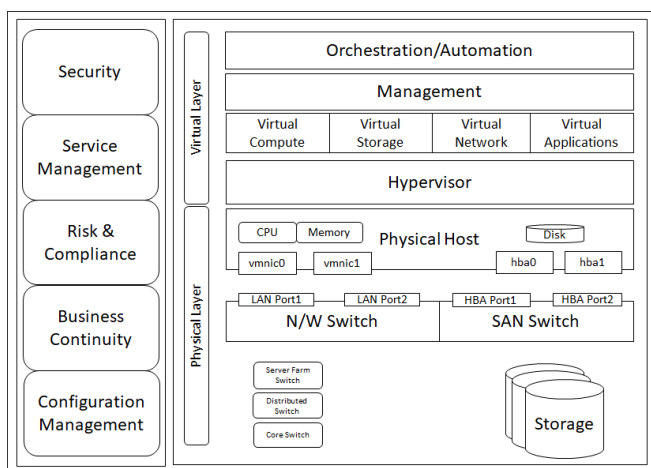 Security
Service
Management
Risk &
Compliance
Business
Continuity
Configuration
Management
Virtual Layer
Physical Layer
Orchestration/Automation
Management
Virtual
Compute
Virtual
Storage
Virtual
Network
Virtual
Applications
Hypervisor
CPU
Memory
Physical Host
Disk
vmnic0
vmnic1
hba0
hba1
LAN Port1
LAN Port2
HBA Port1
HBA Port2
N/W Switch
SAN Switch
Server Farm
Switch
Distributed
Switch
Core Switch
Storage